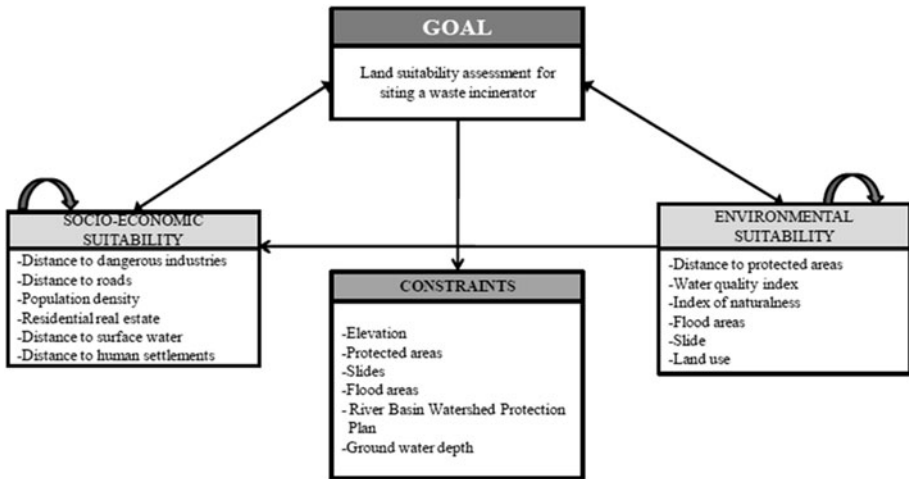 GOAL
Land suitability assessment for
siting a waste incinerator
SOCIO-ECONOMIC
SUITABILITY
-Distance to dangerous industries
-Distance to roads
-Population density
-Residential real estate
-Distance to surface water
-Distance to human settlements
CONSTRAINTS
-Elevation
-Protected areas
-Slides
-Flood areas
- River Basin Watershed Protection
Plan
-Ground water depth
ENVIRONMENTAL
SUITABILITY
-Distance to protected areas
-Water quality index
-Index of naturalness
-Flood areas
-Slide
-Land use